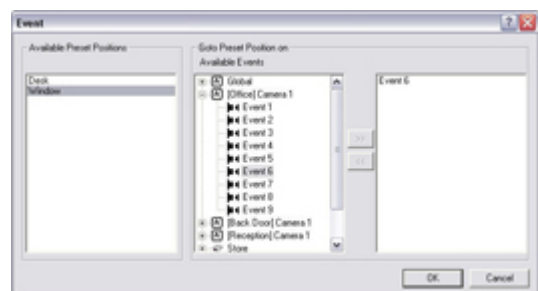 Event
Available Preset Positions
Desk
Window
Goto Preset Position on
Available Events
Global
[Office] Camera 1
Event 1
Event 2
Event 3
Event 4
Event 5
Event 6
Event 7
Event 8
Event 9
[Back Door] Camera 1
[Reception] Camera 1
Store
>>
<<
Event 6
OK
Cancel